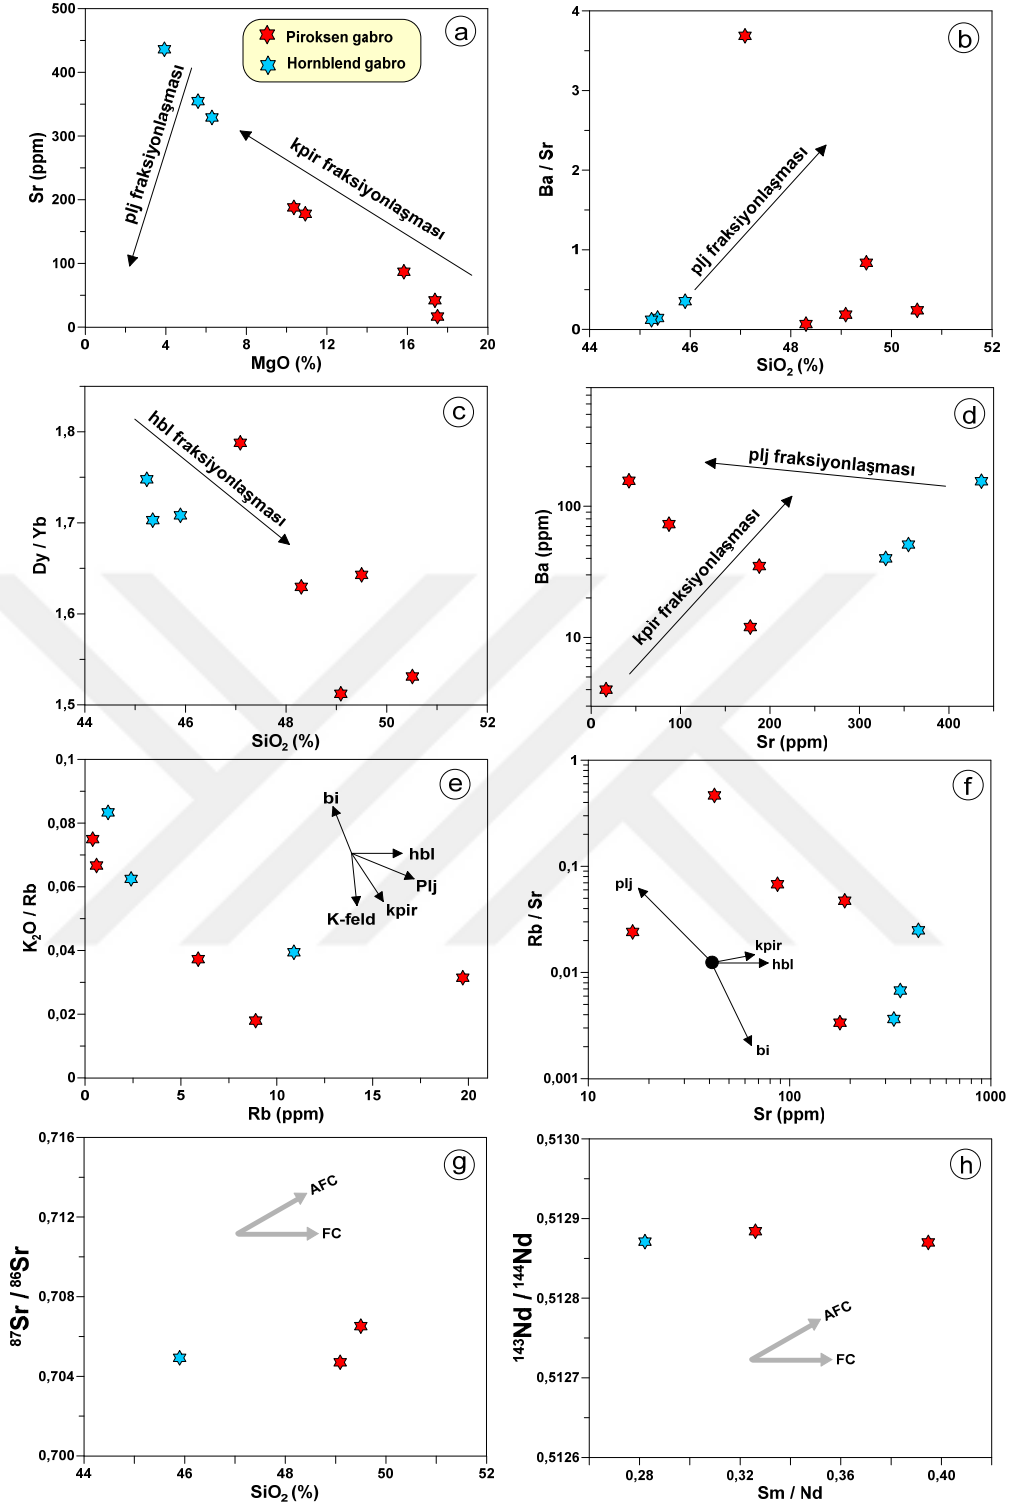 500
400
300
200
100
0
0
4
8
12
16
20
Sr (ppm)
MgO (%)
a
Piroksen gabro
Hornblend gabro
plj fraksiyonlaşması
kpir fraksiyonlaşması
4
3
2
1
0
44
46
48
50
52
Ba / Sr
SiO₂ (%)
b
plj fraksiyonlaşması
1,8
1,7
1,6
1,5
44
46
48
50
52
Dy / Yb
SiO₂ (%)
c
hbl fraksiyonlaşması
100
10
0
100
200
300
400
Ba (ppm)
Sr (ppm)
d
plj fraksiyonlaşması
kpir fraksiyonlaşması
0,1
0,08
0,06
0,04
0,02
0
0
5
10
15
20
K₂O / Rb
Rb (ppm)
e
bi
hbl
Plj
kpir
K-feld
1
0,1
0,01
0,001
10
100
1000
Rb / Sr
Sr (ppm)
f
plj
kpir
hbl
bi
0,716
0,712
0,708
0,704
0,700
44
46
48
50
52
⁸⁷Sr / ⁸⁶Sr
SiO₂ (%)
g
AFC
FC
0,5130
0,5129
0,5128
0,5127
0,5126
0,28
0,32
0,36
0,40
¹⁴³Nd / ¹⁴⁴Nd
Sm / Nd
h
AFC
FC